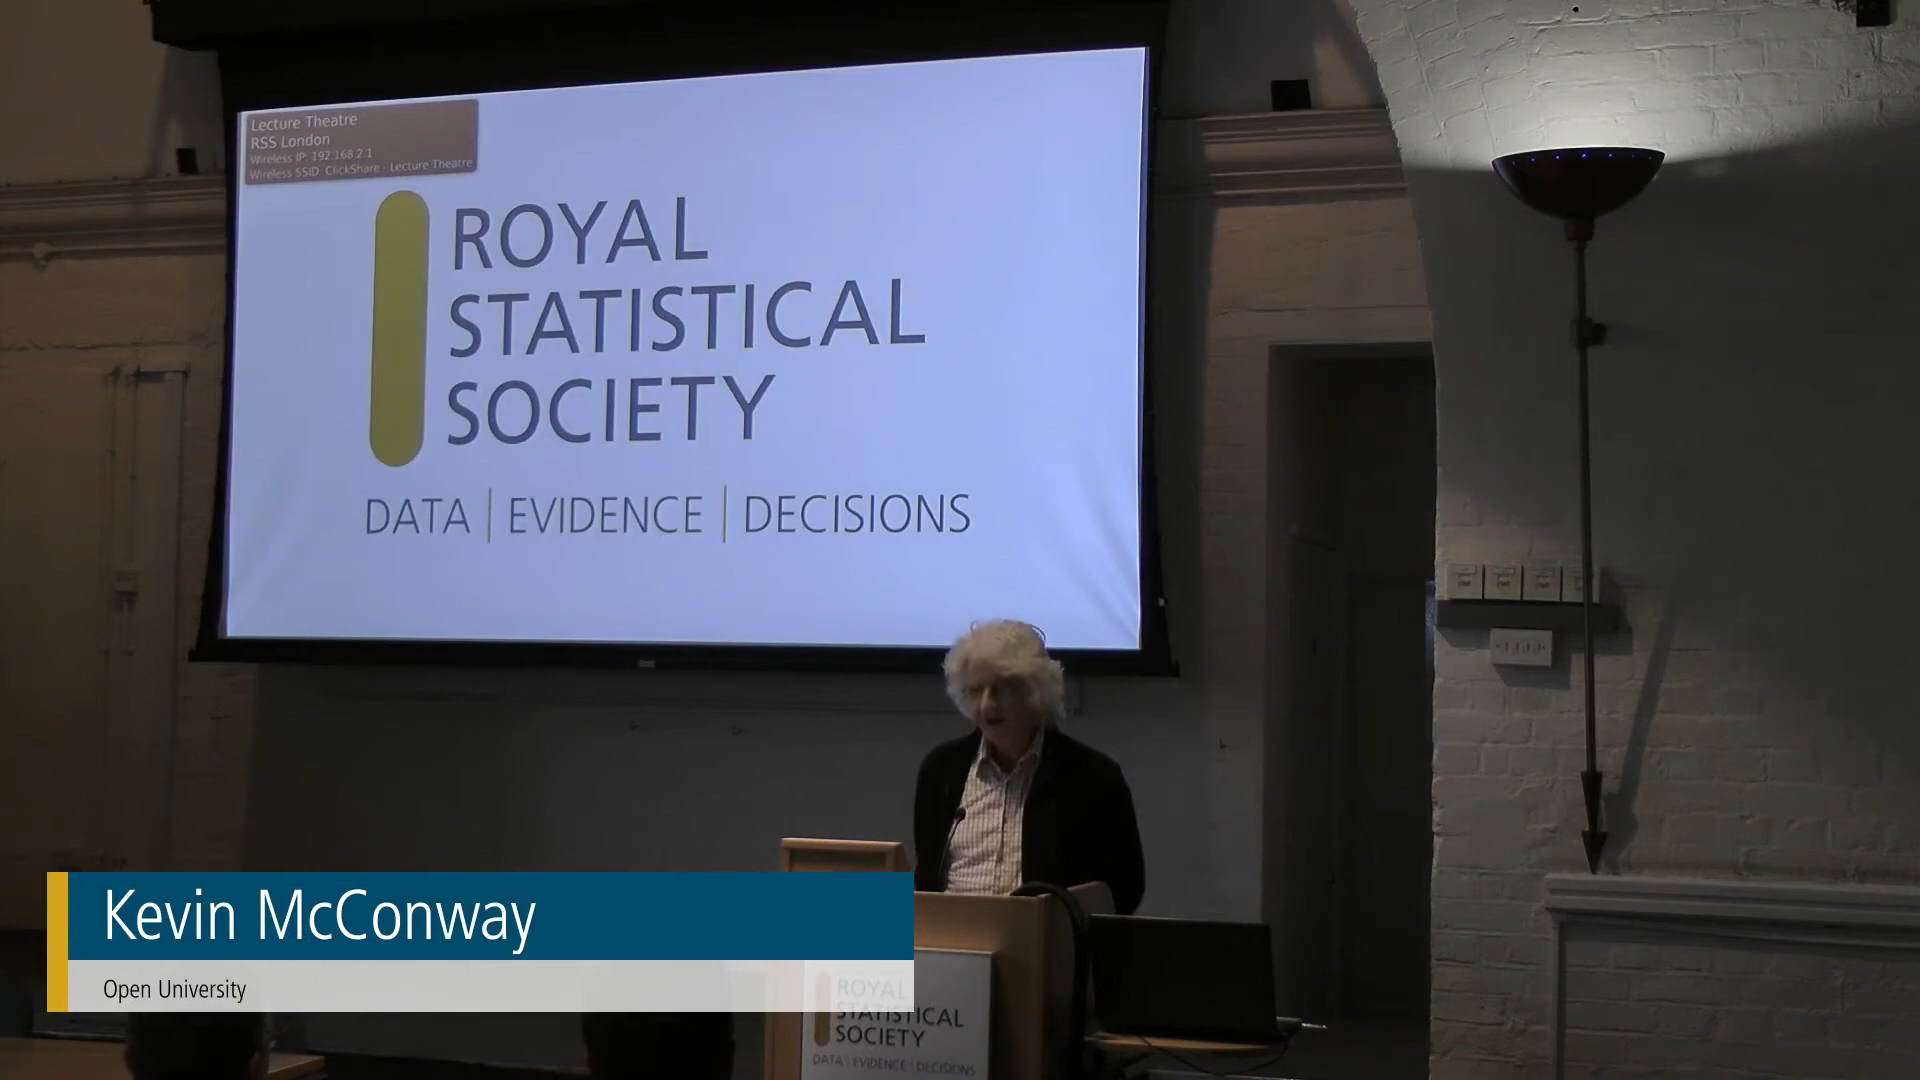 Lecture Theatre
RSS London
Wireless IP: 192.168.2.1
Wireless SSID: ClickShare - Lecture Theatre
ROYAL
STATISTICAL
SOCIETY
DATA | EVIDENCE | DECISIONS
Kevin McConway
Open University
ROYAL
STATISTICAL
SOCIETY
DATA | EVIDENCE | DECISIONS